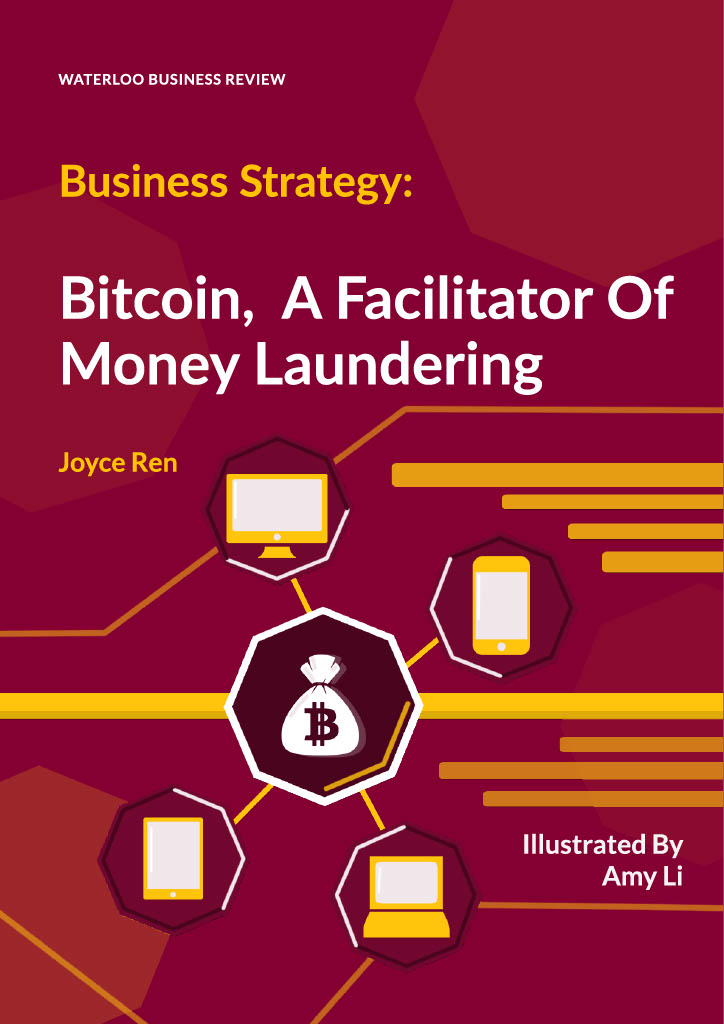 WATERLOO BUSINESS REVIEW
Business Strategy:
Bitcoin, A Facilitator Of
Money Laundering
Joyce Ren
Illustrated By
Amy Li